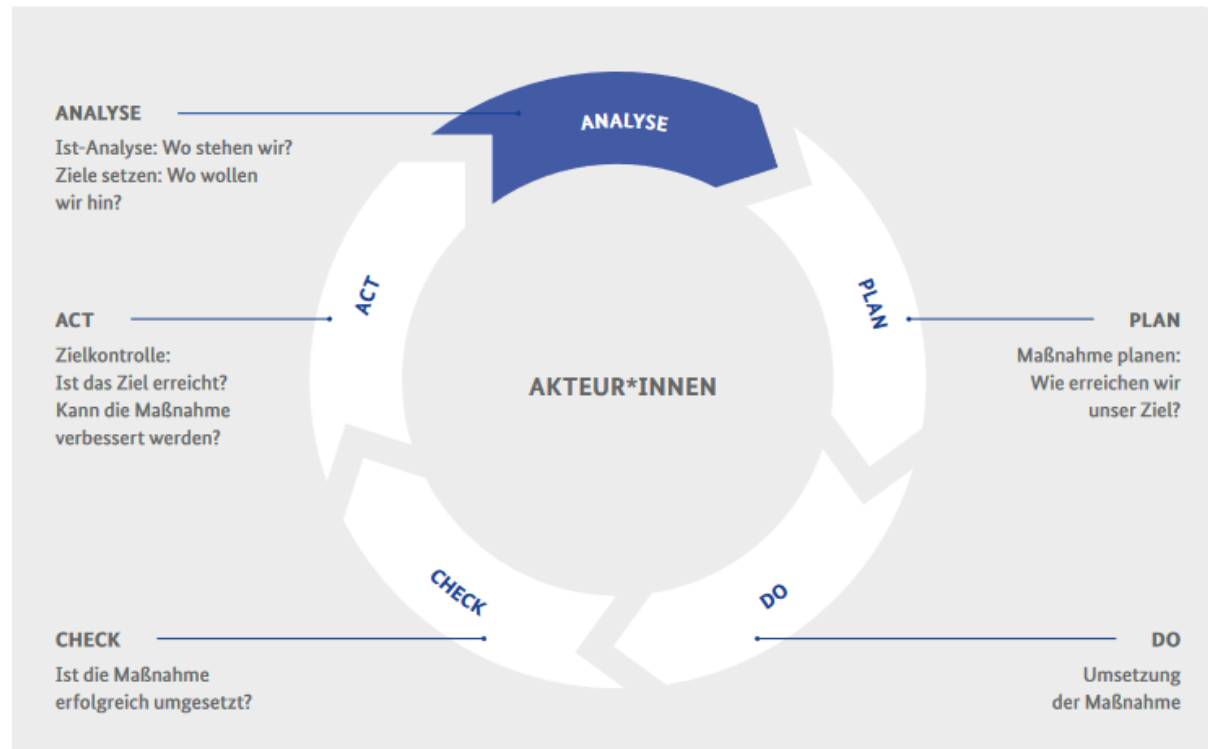 ANALYSE
Ist-Analyse: Wo stehen wir?
Ziele setzen: Wo wollen
wir hin?
ANALYSE
ACT
PLAN
ACT
Zielkontrolle:
Ist das Ziel erreicht?
Kann die Maßnahme
verbessert werden?
AKTEUR*INNEN
PLAN
Maßnahme planen:
Wie erreichen wir
unser Ziel?
CHECK
DO
CHECK
Ist die Maßnahme
erfolgreich umgesetzt?
DO
Umsetzung
der Maßnahme